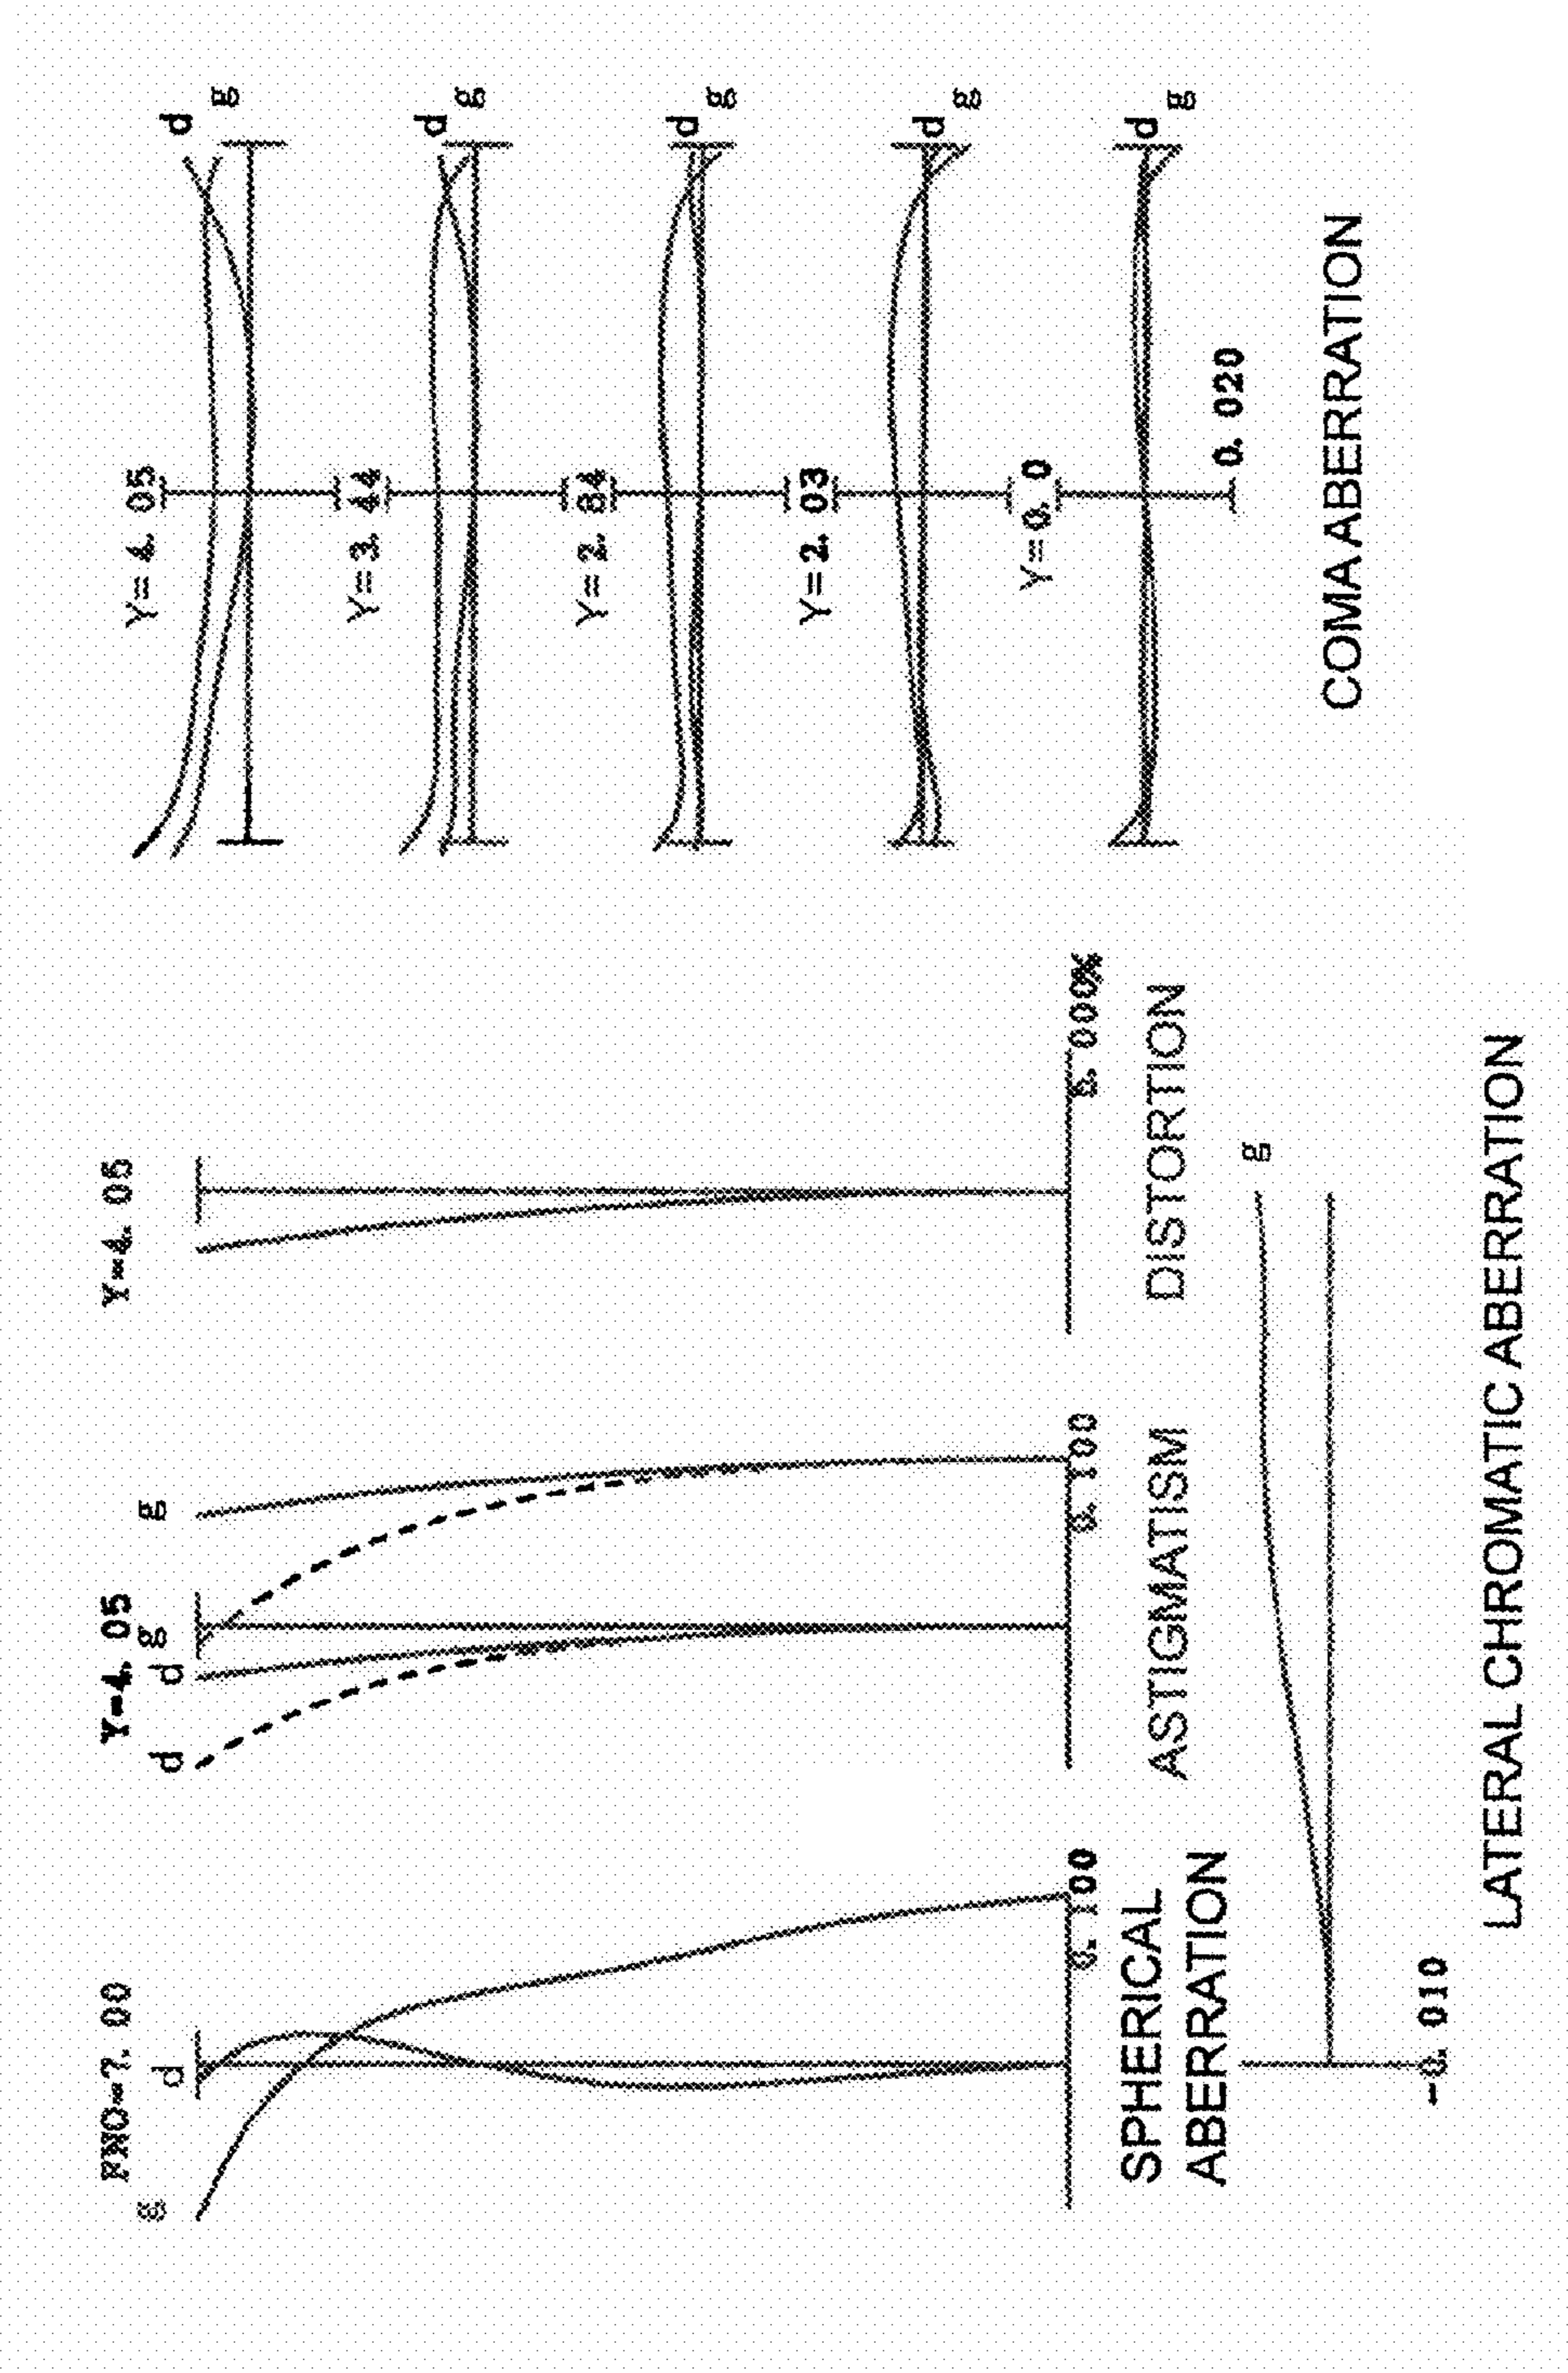 FNO=7. 00
g
d
0. 100
SPHERICAL
ABERRATION
Y=4. 05
d
d
g
g
0. 100
ASTIGMATISM
Y=4. 05
5. 000%
DISTORTION
Y=4. 05
d
g
Y=3. 44
d
g
Y=2. 84
d
g
Y=2. 03
d
g
Y=0. 0
d
g
0. 020
COMA ABERRATION
g
-0. 010
LATERAL CHROMATIC ABERRATION